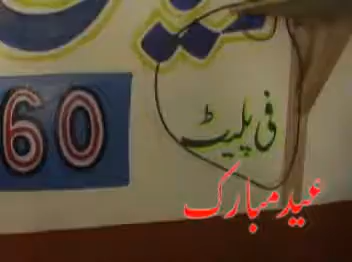 فی پلیٹ
60
عید مبارک